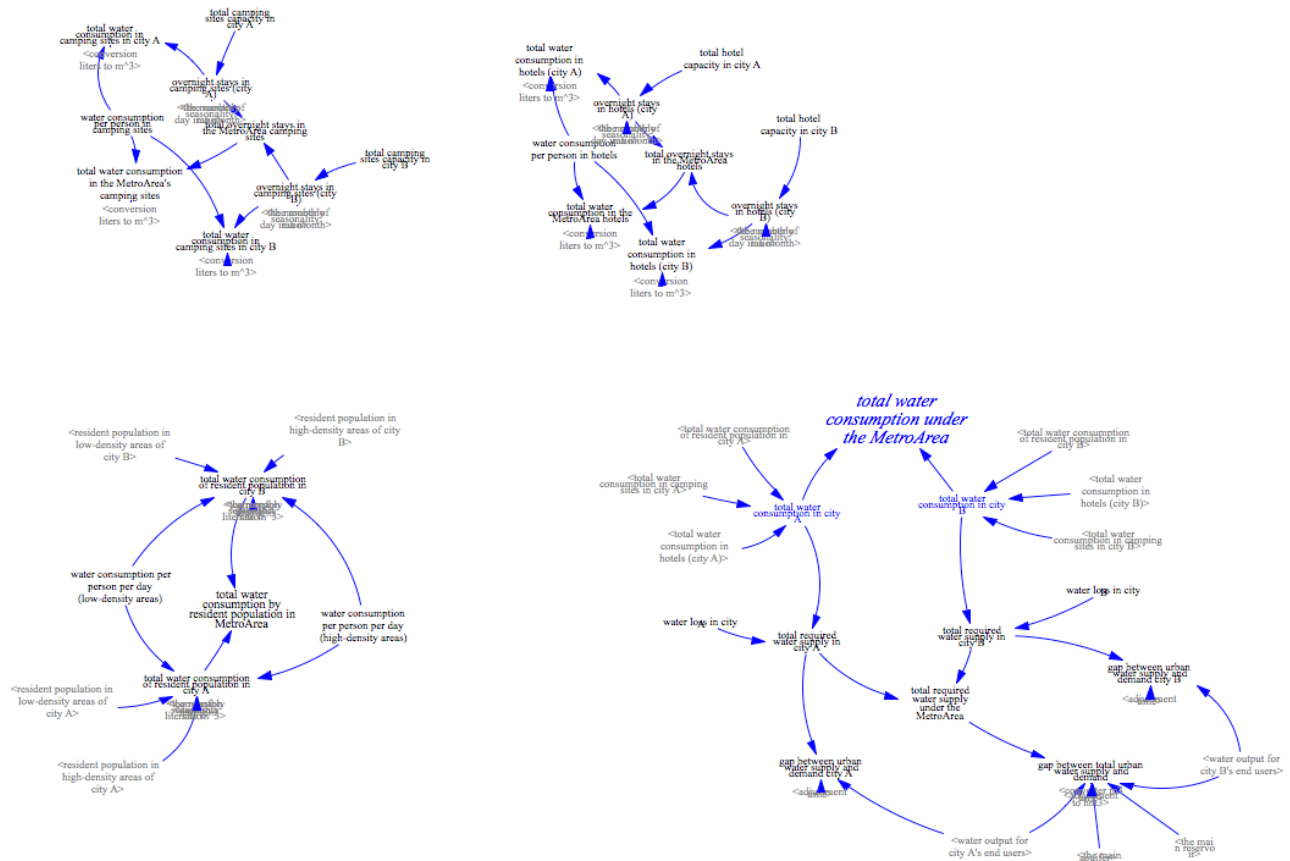 total water
consumption in
camping sites in city A
<conversion
liters to m^3>
total camping
sites capacity in
city A
overnight stays in
camping sites (city
A)
water consumption
per person in
camping sites
total overnight stays in
the MetroArea camping
sites
total camping
sites capacity in
city B
total water consumption
in the MetroArea's
camping sites
<conversion
liters to m^3>
overnight stays in
camping sites (city
B)
total water
consumption in
camping sites in city B
<conversion
liters to m^3>
total water
consumption in
hotels (city A)
<conversion
liters to m^3>
total hotel
capacity in city A
overnight stays
in hotels (city
A)
water consumption
per person in hotels
total overnight stays
in the MetroArea
hotels
total hotel
capacity in city B
total water
consumption in the
MetroArea hotels
<conversion
liters to m^3>
overnight stays
in hotels (city
B)
total water
consumption in
hotels (city B)
<conversion
liters to m^3>
<resident population in
low-density areas of
city B>
<resident population in
high-density areas of city
B>
total water consumption
of resident population in
city B
water consumption per
person per day
(low-density areas)
total water
consumption by
resident population in
MetroArea
water consumption
per person per day
(high-density areas)
total water consumption
of resident population in
city A
<resident population in
low-density areas of
city A>
<resident population in
high-density areas of
city A>
total water
consumption under
the MetroArea
<total water consumption
of resident population in
city A>
<total water
consumption in camping
sites in city A>
<total water
consumption in
hotels (city A)>
total water
consumption in city
A
<total water consumption
of resident population in
city B>
<total water
consumption in
hotels (city B)>
<total water
consumption in camping
sites in city B>
total water
consumption in city
B
water loss in city
A
total required
water supply in
city A
water loss in city
B
total required
water supply in
city B
total required
water supply
under the
MetroArea
gap between urban
water supply and
demand city B
<adjustment
time>
gap between urban
water supply and
demand city A
<adjustment
time>
gap between total urban
water supply and
demand
<water output for
city B's end users>
<water output for
city A's end users>
<the main
aquifer>
<the mai
n reservo
ir>